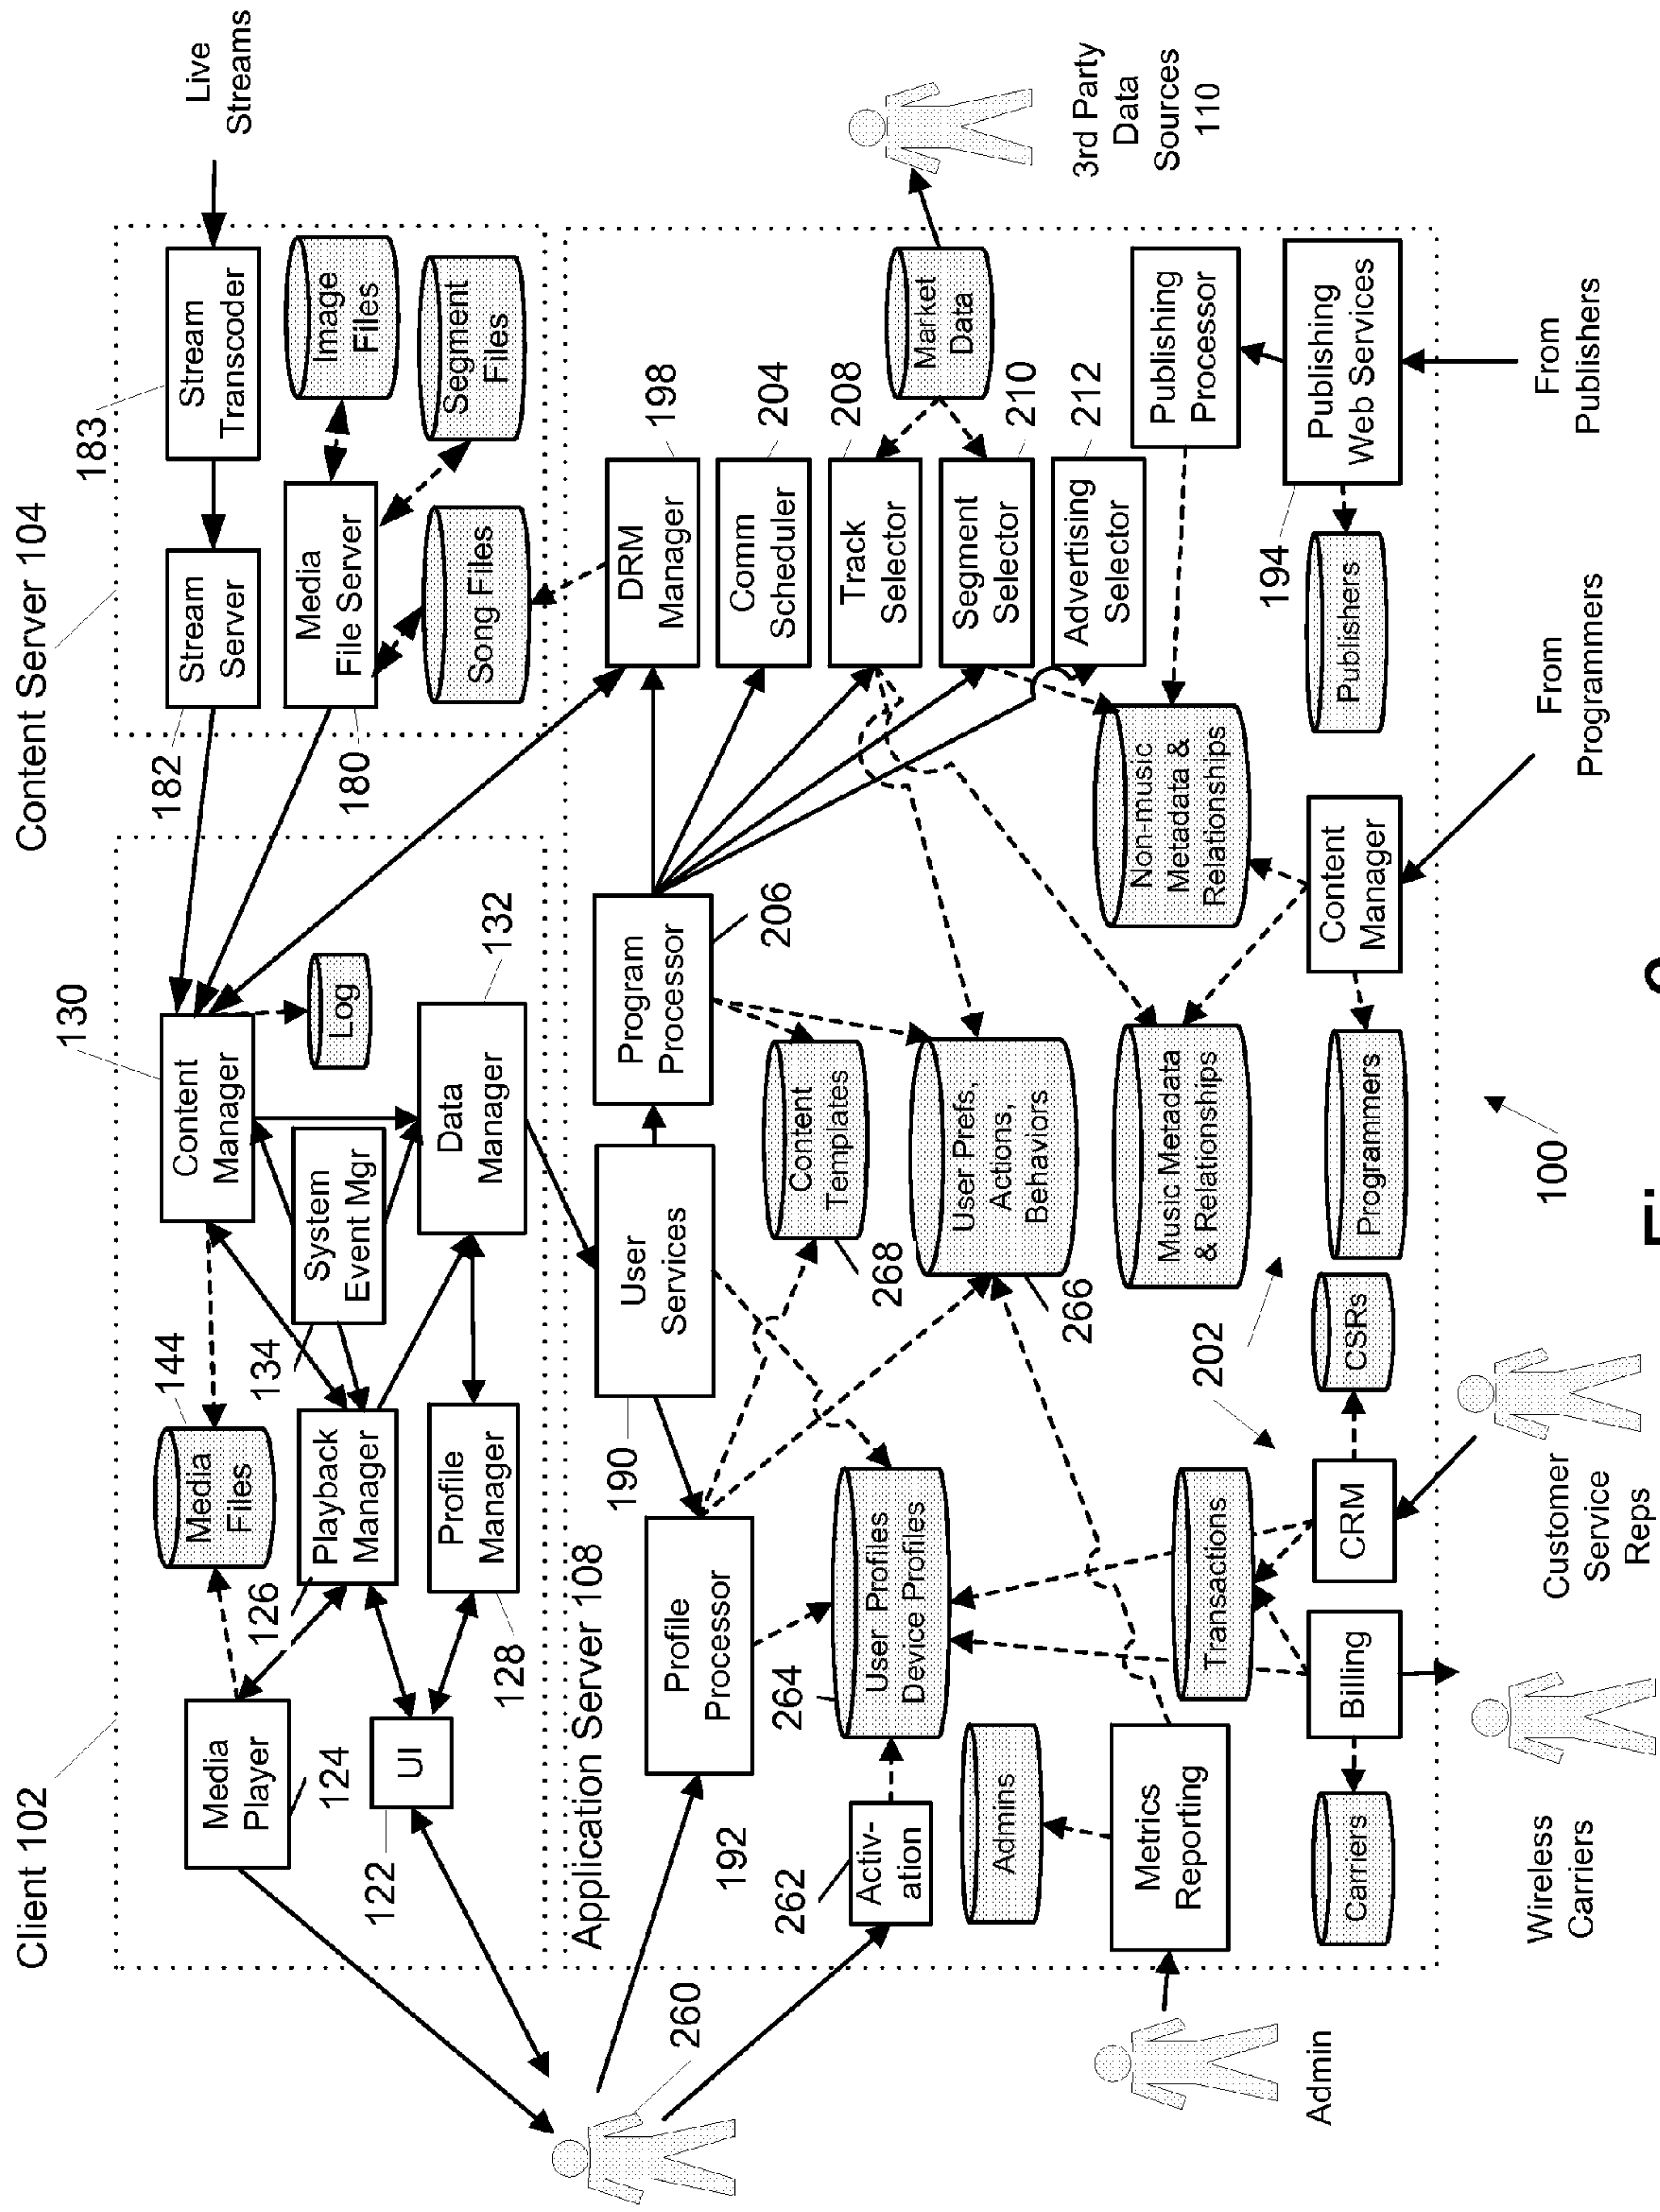 Client 102
Content Server 104
130
183
Live
Streams
182
Stream
Server
Stream
Transcoder
144
Media
Player
Media
Files
Content
Manager
134
126
124
System
Event Mgr
Log
180
Media
File Server
Image
Files
Playback
Manager
122
UI
128
Profile
Manager
Data
Manager
132
Song Files
Segment
Files
Application Server 108
260
190
User
Services
Program
Processor
206
DRM
Manager
198
192
Profile
Processor
Comm
Scheduler
204
262
264
268
Content
Templates
Track
Selector
208
3rd Party
Data
Sources
110
Activ-
ation
User Profiles
Device Profiles
266
User Prefs,
Actions,
Behaviors
Segment
Selector
210
Market
Data
Admins
Advertising
Selector
212
Admin
Metrics
Reporting
Transactions
202
Music Metadata
& Relationships
Non-music
Metadata &
Relationships
Publishing
Processor
194
Carriers
Billing
CRM
CSRs
Programmers
Content
Manager
Publishers
Publishing
Web Services
Wireless
Carriers
Customer
Service
Reps
100
From
Programmers
From
Publishers